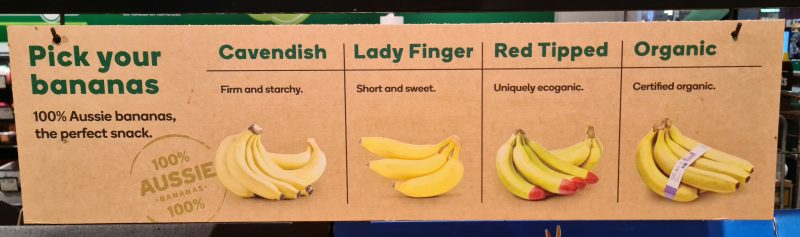 Pick your
bananas
100% Aussie bananas,
the perfect snack.
100%
AUSSIE
BANANAS
100%
Cavendish
Firm and starchy.
Lady Finger
Short and sweet.
Red Tipped
Uniquely ecoganic.
Organic
Certified organic.